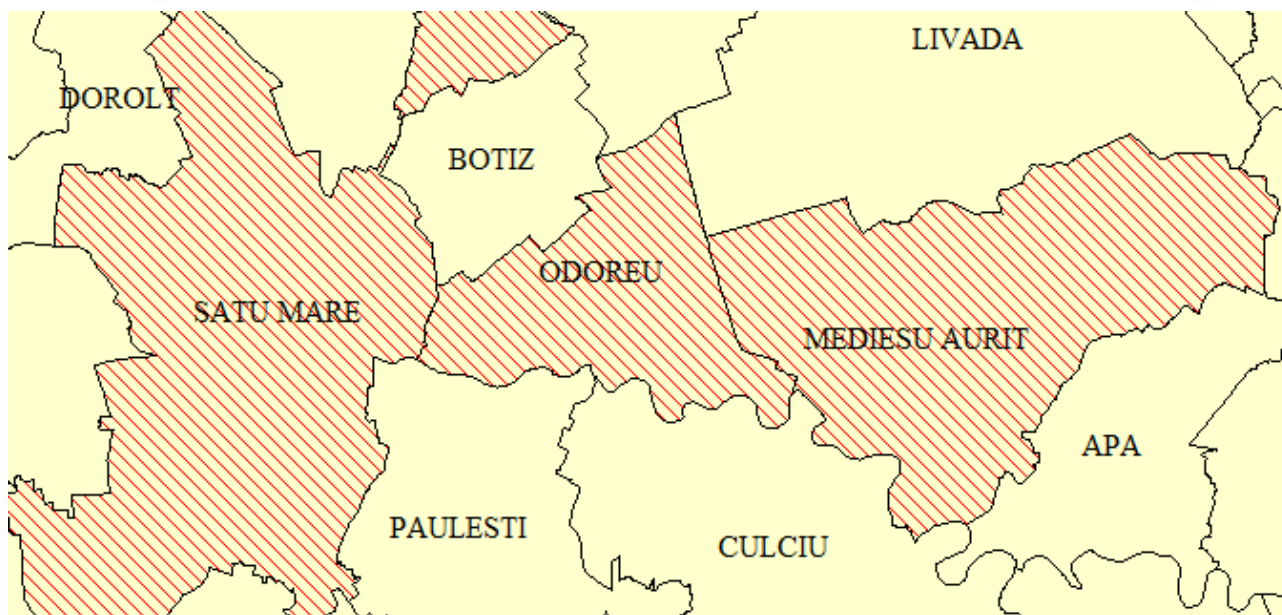 LIVADA
DOROLT
BOTIZ
ODOREU
SATU MARE
MEDIESU AURIT
APA
PAULESTI
CULCIU